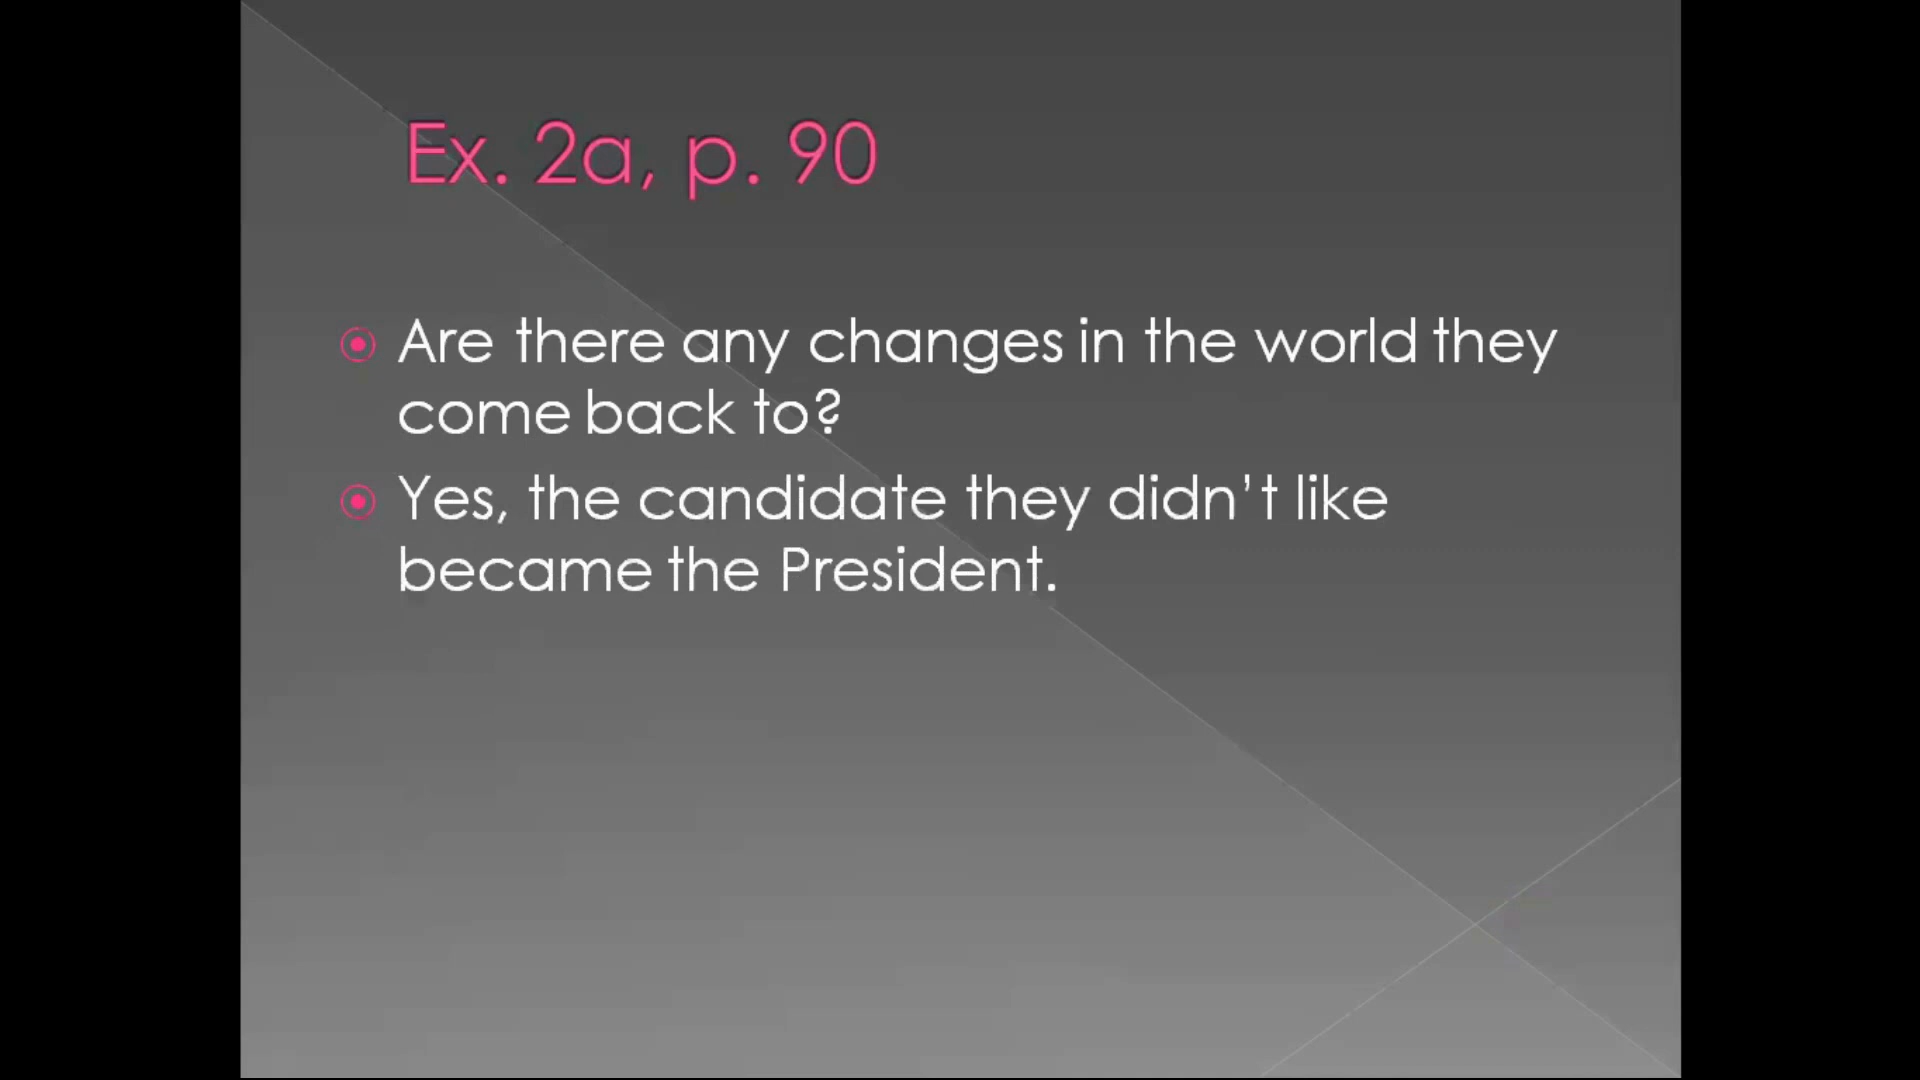 Ex. 2a, p. 90
Are there any changes in the world they
come back to?
Yes, the candidate they didn’t like
became the President.